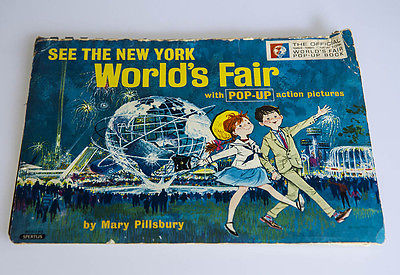 SEE THE NEW YORK
World's Fair
with POP-UP action pictures
THE OFFICIAL
WORLD'S FAIR
POP-UP BOOK
by Mary Pillsbury
SPERTUS